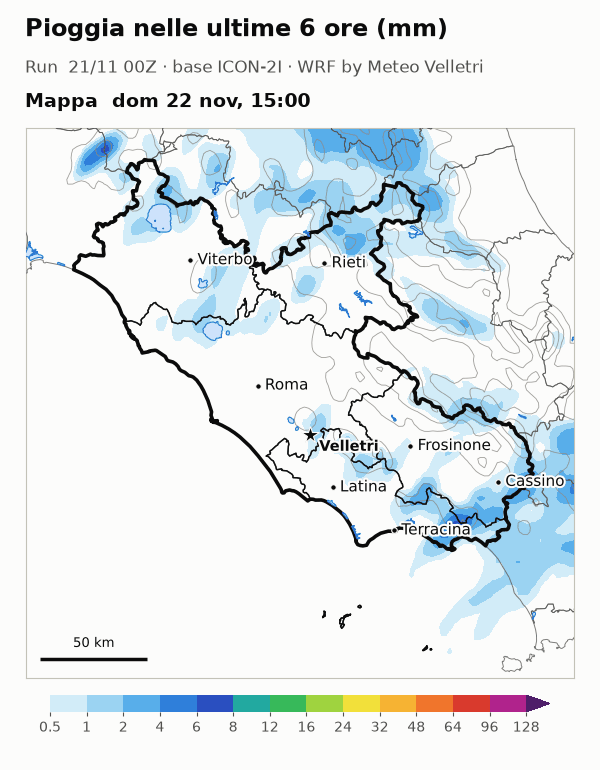 Pioggia nelle ultime 6 ore (mm)
Run  21/11 00Z · base ICON-2I · WRF by Meteo Velletri
Mappa  dom 22 nov, 15:00
Viterbo
Rieti
Roma
Velletri
Frosinone
Cassino
Latina
Terracina
50 km
0.5 1 2 4 6 8 12 16 24 32 48 64 96 128